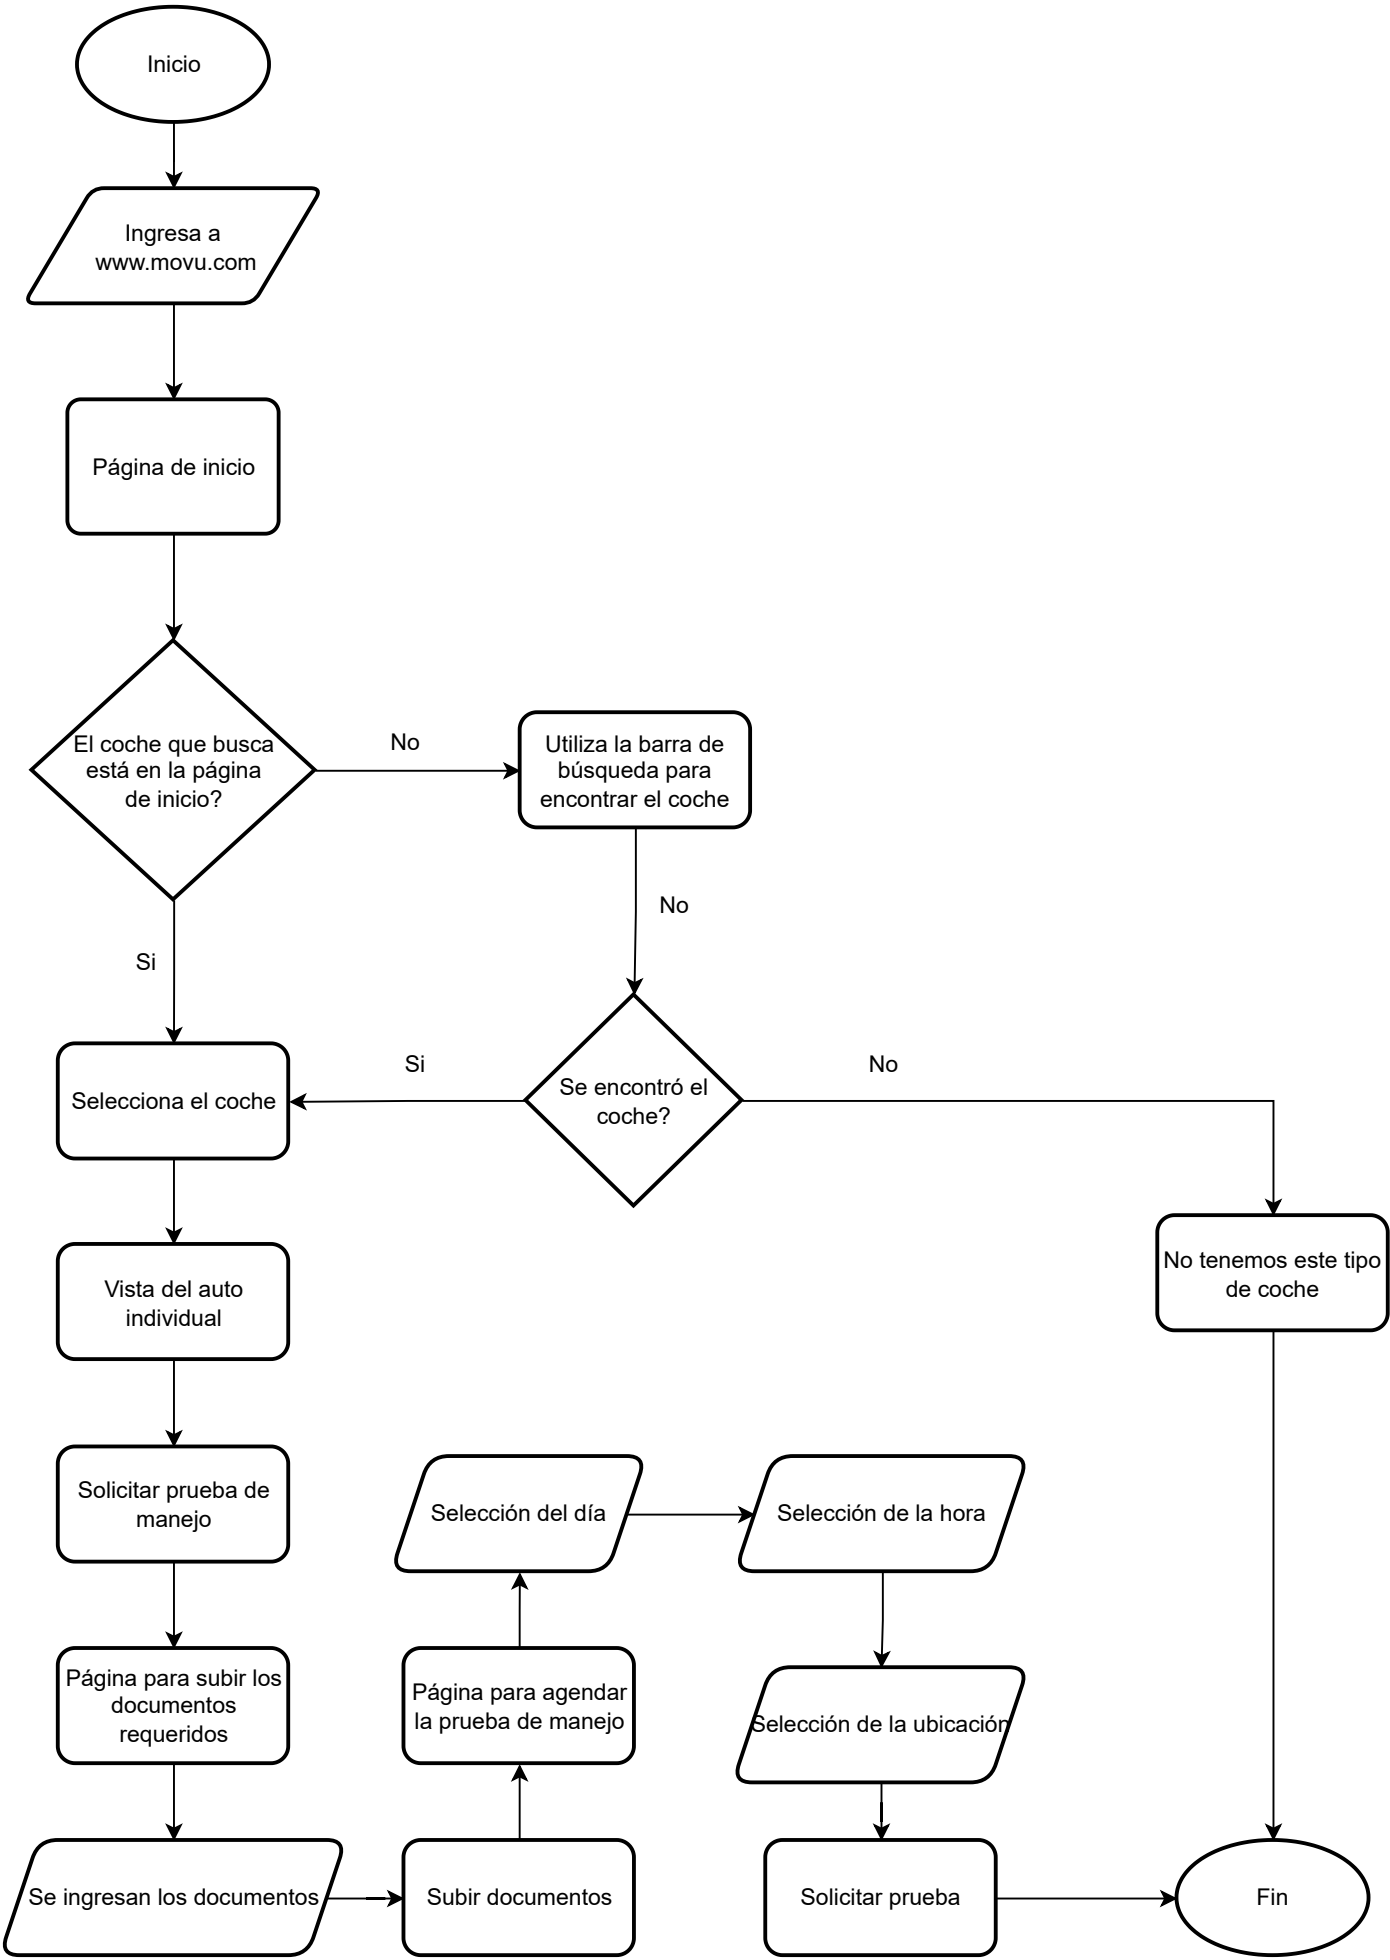 Inicio
Ingresa a
www.movu.com
Página de inicio
El coche que busca
está en la página
de inicio?
No
Utiliza la barra de
búsqueda para
encontrar el coche
No
Si
Se encontró el
coche?
Si
No
Selecciona el coche
Vista del auto
individual
No tenemos este tipo
de coche
Solicitar prueba de
manejo
Página para subir los
documentos
requeridos
Se ingresan los documentos
Subir documentos
Página para agendar
la prueba de manejo
Selección del día
Selección de la hora
Selección de la ubicación
Solicitar prueba
Fin